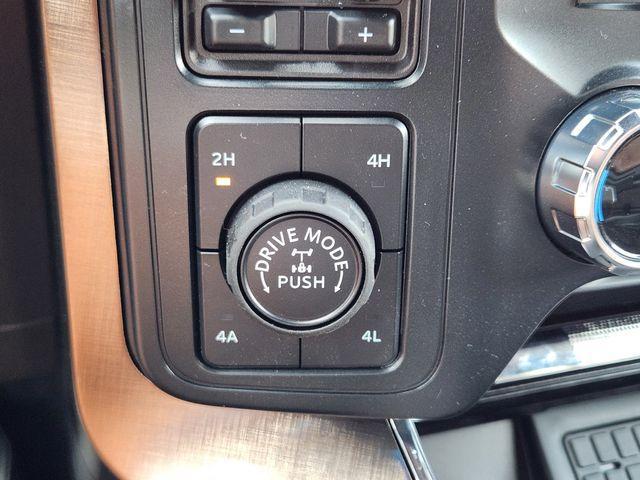 - +
2H 4H
DRIVE MODE
PUSH
4A 4L